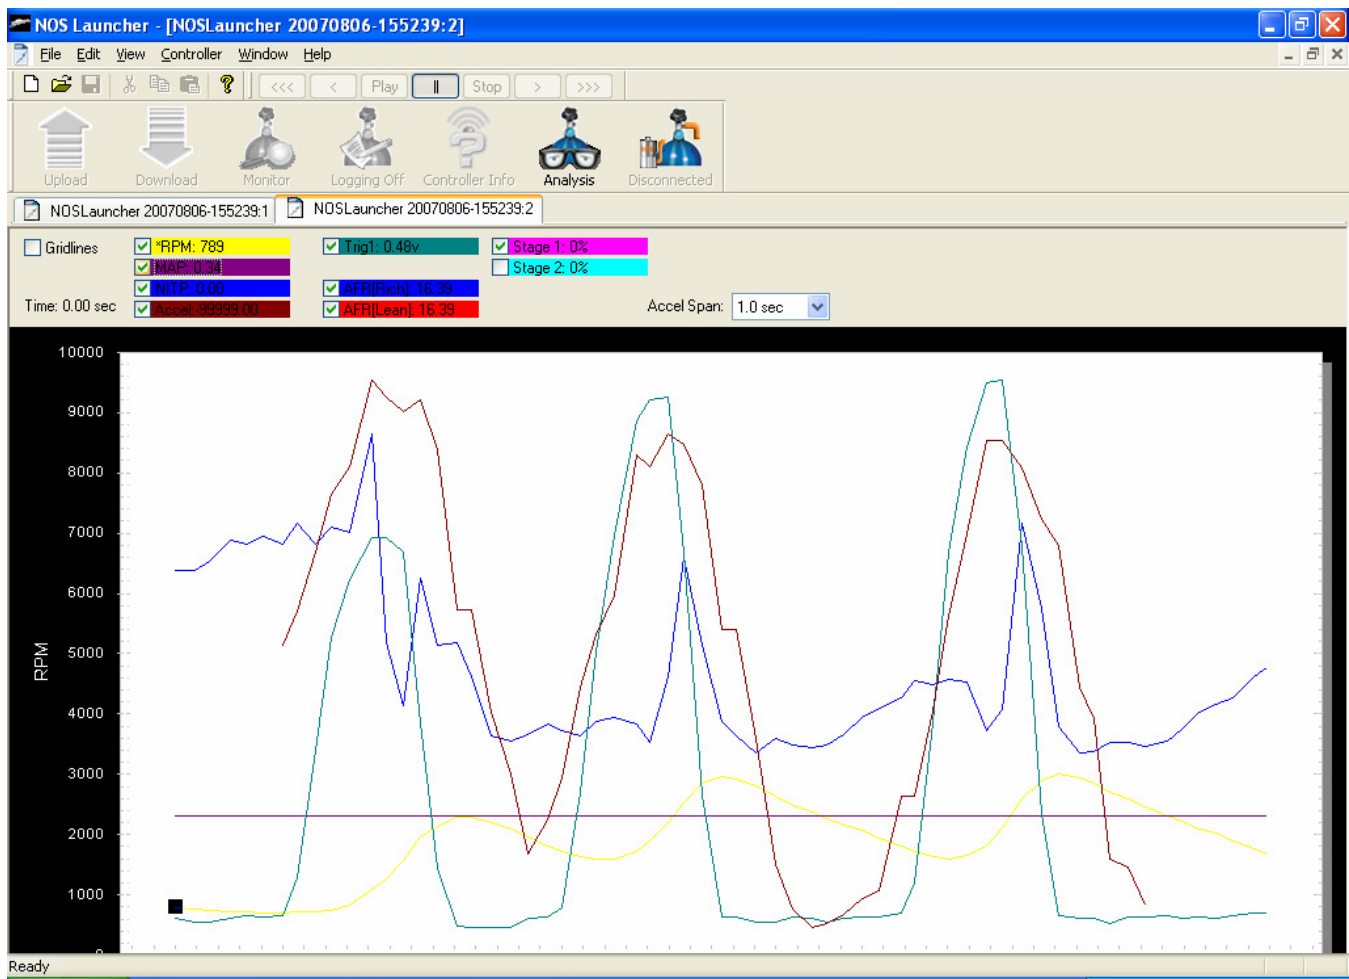 NOS Launcher - [NOSLauncher 20070806-155239:2]
File Edit View Controller Window Help
<<< < Play || Stop > >>>
Upload Download Monitor Logging Off Controller Info Analysis Disconnected
NOSLauncher 20070806-155239:1 NOSLauncher 20070806-155239:2
Gridlines *RPM: 789 Trig1: 0.48v Stage 1: 0%
MAP: 0.34 Stage 2: 0%
NITP: 0.00 AFR[Rich]: 16.39
Time: 0.00 sec Accel:-99999.00 AFR[Lean]: 16.39 Accel Span: 1.0 sec
10000
9000
8000
7000
6000
5000
RPM
4000
3000
2000
1000
0
Ready